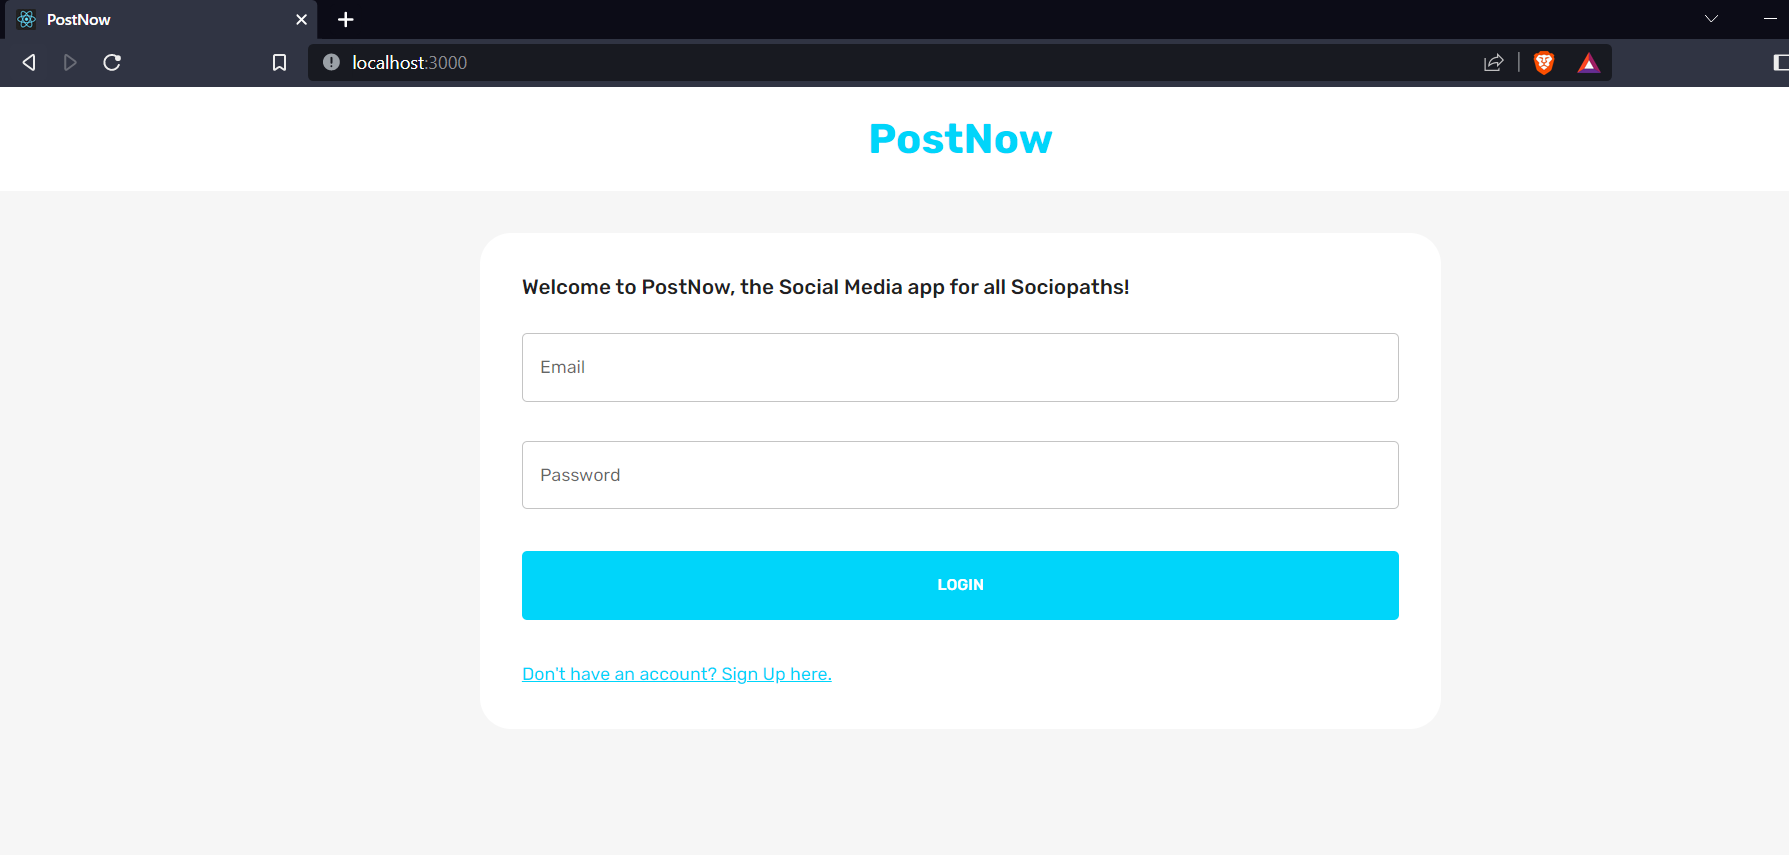 PostNow
localhost:3000
PostNow
Welcome to PostNow, the Social Media app for all Sociopaths!
Email
Password
LOGIN
Don't have an account? Sign Up here.